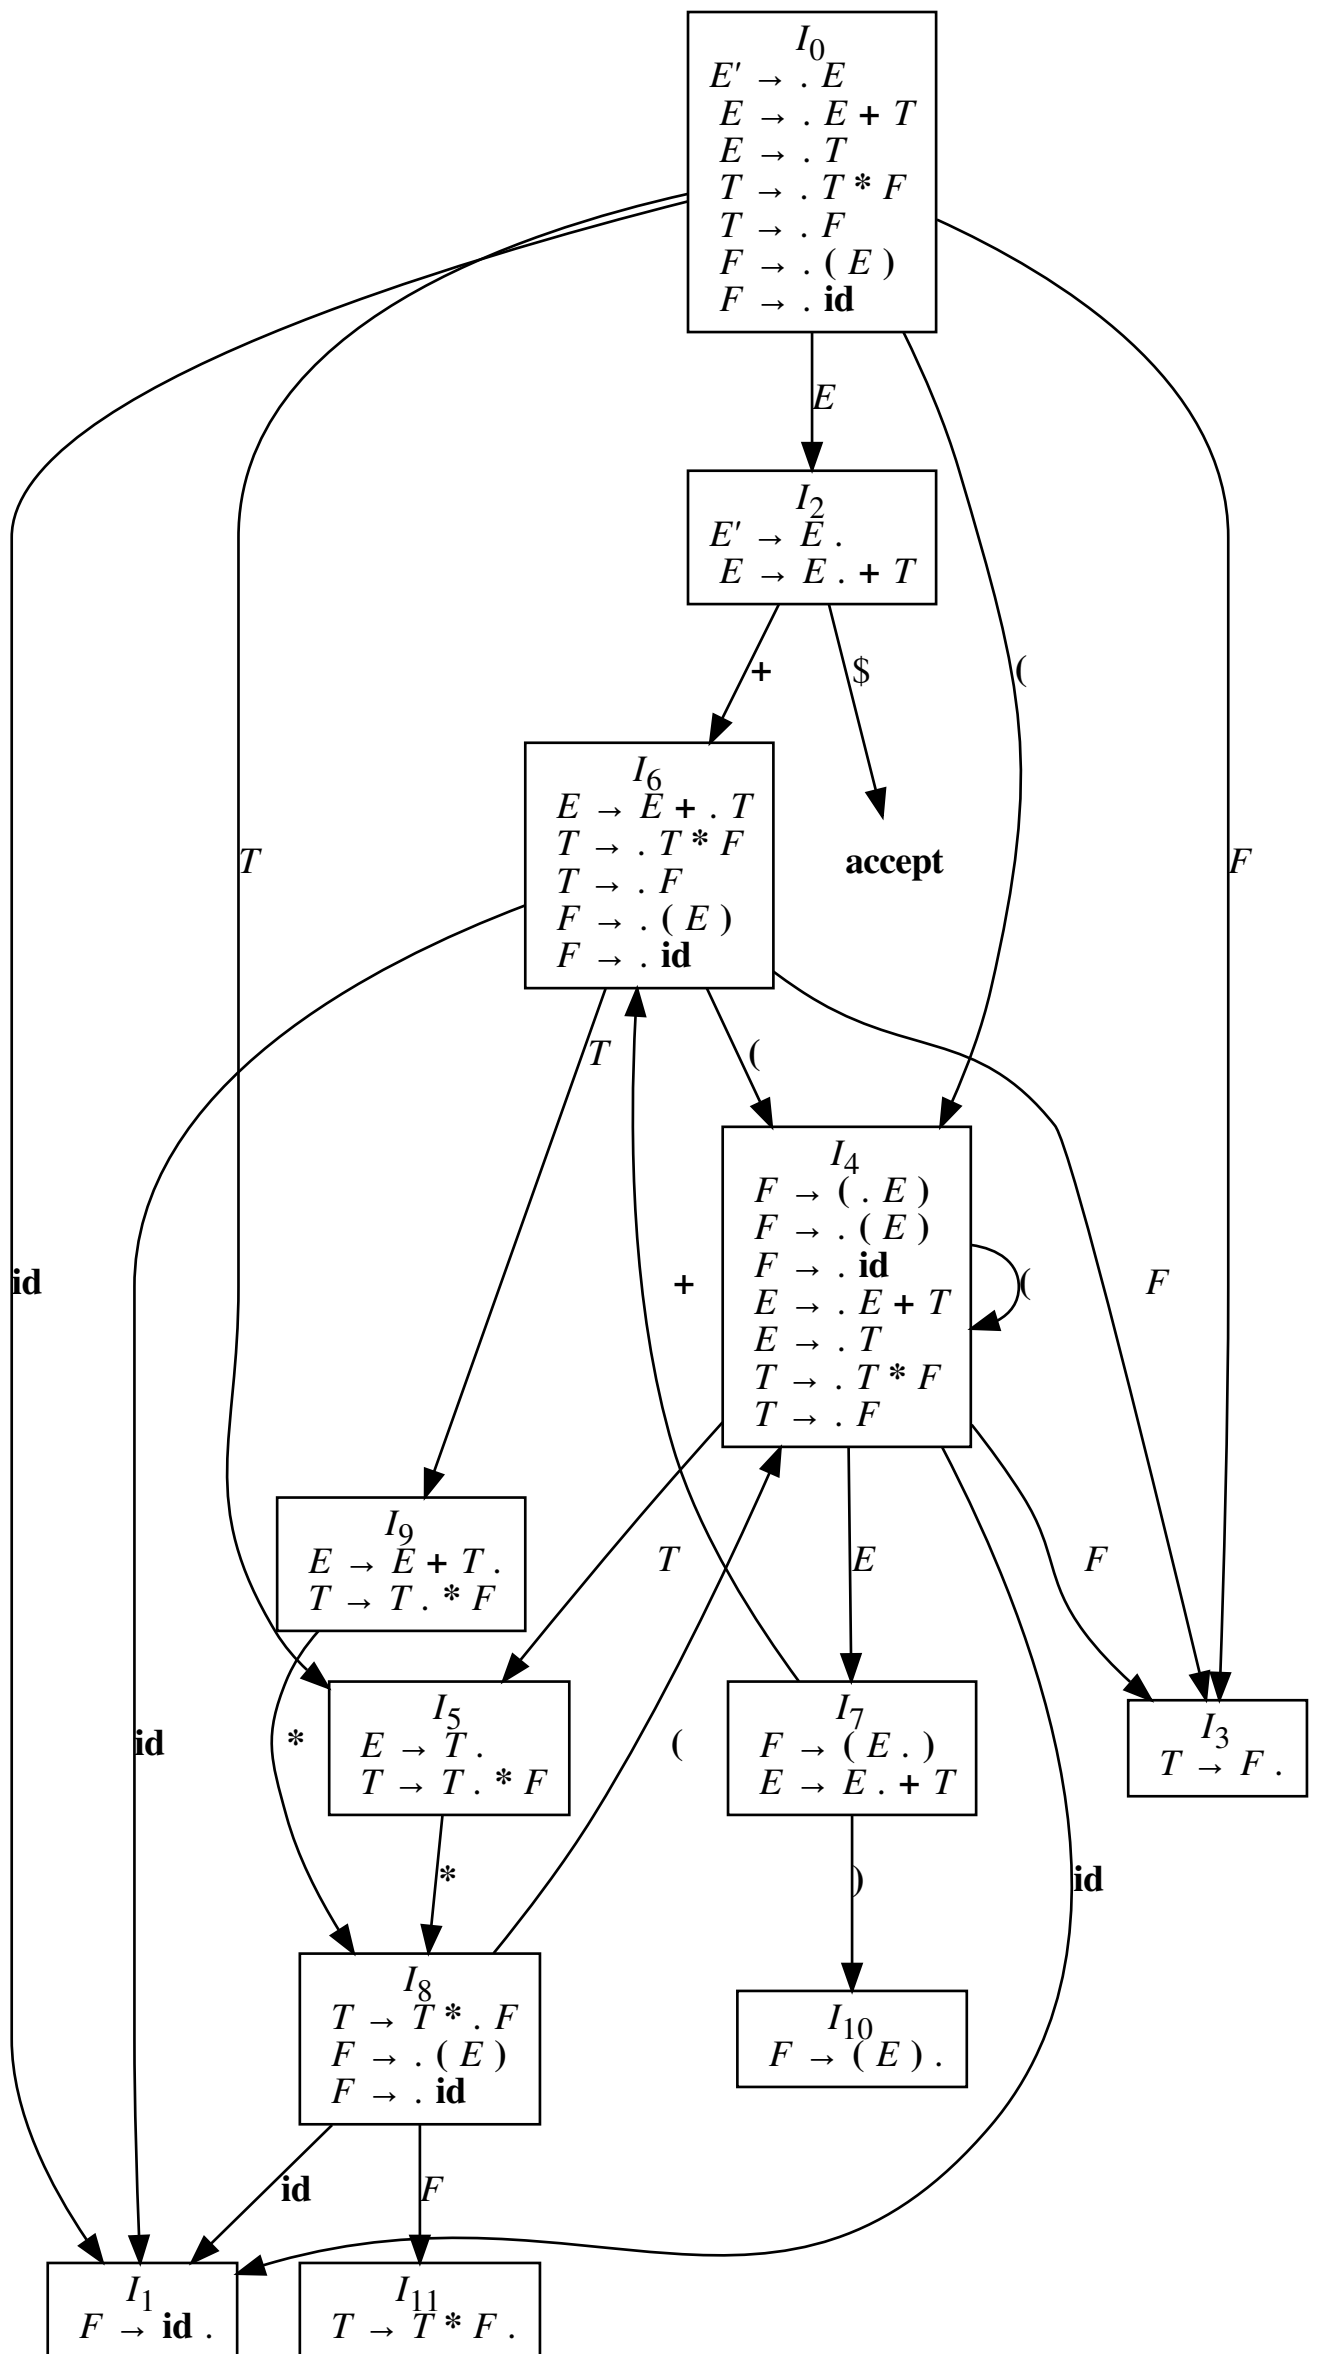 I0
E′ → . E
E → . E + T
E → . T
T → . T * F
T → . F
F → . ( E )
F → . id
E
I2
E′ → E .
E → E . + T
+
$
(
I6
E → E + . T
T → . T * F
T → . F
F → . ( E )
F → . id
T
accept
F
T
(
I4
F → ( . E )
F → . ( E )
F → . id
E → . E + T
E → . T
T → . T * F
T → . F
id
+
(
F
I9
E → E + T .
T → T . * F
T
E
F
id
*
I5
E → T .
T → T . * F
(
I7
F → ( E . )
E → E . + T
I3
T → F .
*
)
id
I8
T → T * . F
F → . ( E )
F → . id
I10
F → ( E ) .
id
F
I1
F → id .
I11
T → T * F .